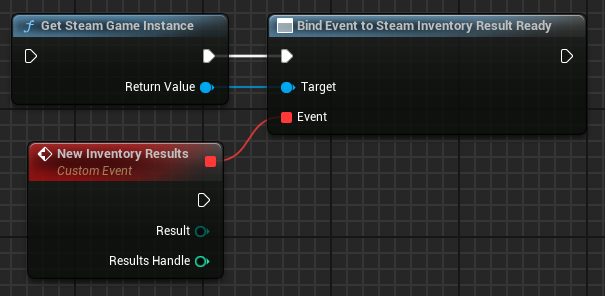 Get Steam Game Instance
Return Value
Bind Event to Steam Inventory Result Ready
Target
Event
New Inventory Results
Custom Event
Result
Results Handle